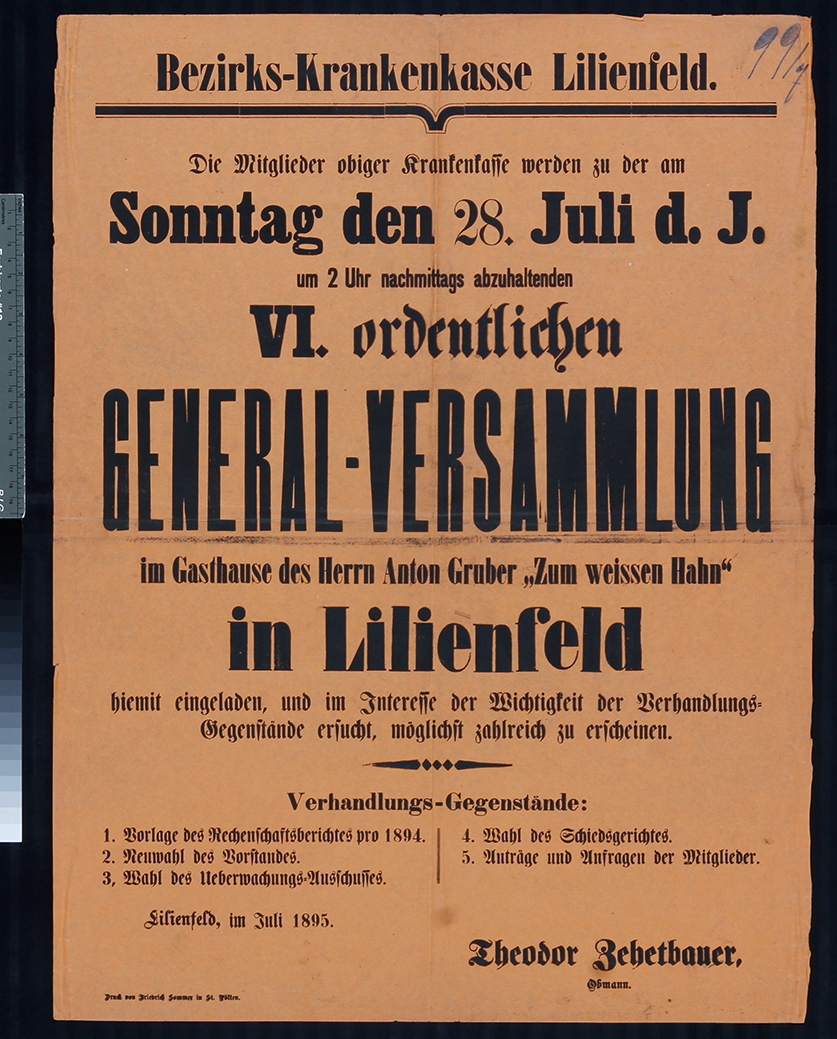 99/7
Bezirks-Krankenkasse Lilienfeld.
Die Mitglieder obiger Krankenkasse werden zu der am
Sonntag den 28. Juli d. J.
um 2 Uhr nachmittags abzuhaltenden
VI. ordentlichen
GENERAL-VERSAMMLUNG
im Gasthause des Herrn Anton Gruber „Zum weissen Hahn“
in Lilienfeld
hiemit eingeladen, und im Interesse der Wichtigkeit der Verhandlungs-
Gegenstände ersucht, möglichst zahlreich zu erscheinen.
Verhandlungs-Gegenstände:
1. Vorlage des Rechenschaftsberichtes pro 1894.
2. Neuwahl des Vorstandes.
3, Wahl des Ueberwachungs-Ausschusses.
4. Wahl des Schiedsgerichtes.
5. Anträge und Anfragen der Mitglieder.
Lilienfeld, im Juli 1895.
Theodor Zehetbauer,
Obmann.
Druck von Friedrich Sommer in St. Pölten.